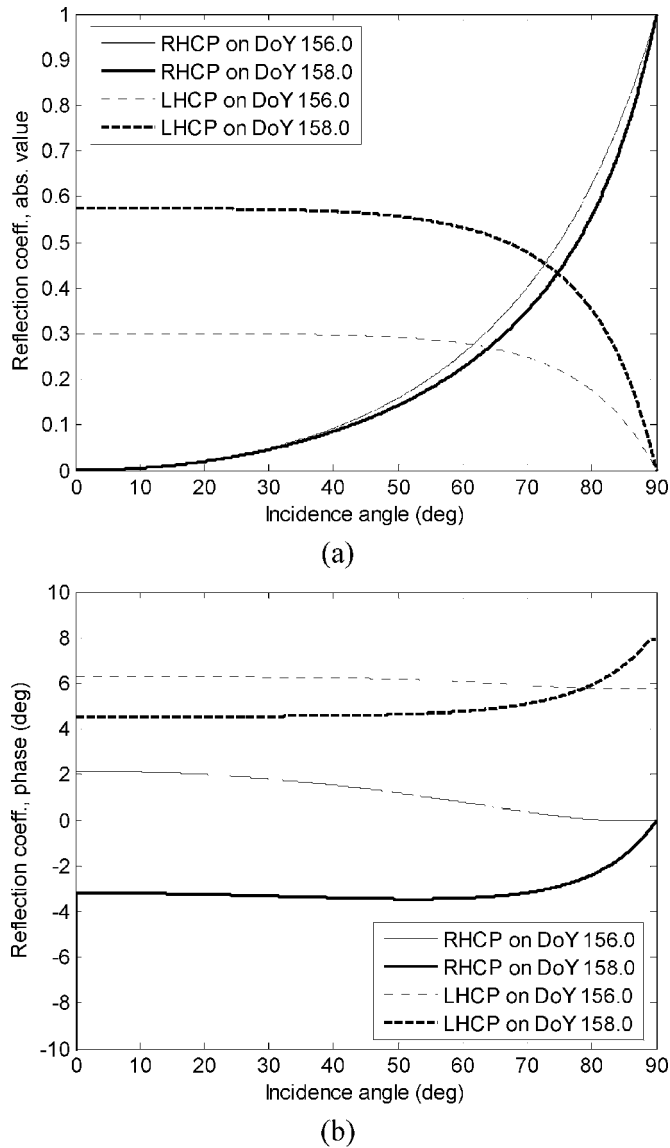 1
0.9
0.8
0.7
0.6
0.5
0.4
0.3
0.2
0.1
0
Reflection coeff., abs. value
RHCP on DoY 156.0
RHCP on DoY 158.0
LHCP on DoY 156.0
LHCP on DoY 158.0
0 10 20 30 40 50 60 70 80 90
Incidence angle (deg)
(a)
10
8
6
4
2
0
-2
-4
-6
-8
-10
Reflection coeff., phase (deg)
RHCP on DoY 156.0
RHCP on DoY 158.0
LHCP on DoY 156.0
LHCP on DoY 158.0
0 10 20 30 40 50 60 70 80 90
Incidence angle (deg)
(b)